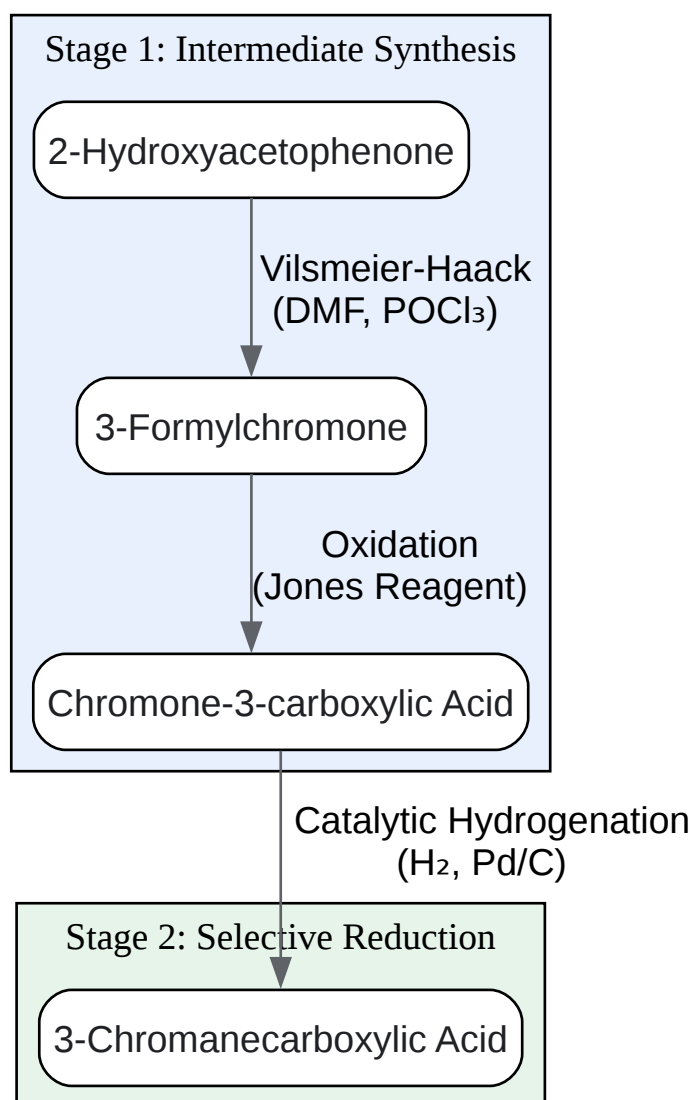 Stage 1: Intermediate Synthesis
2-Hydroxyacetophenone
Vilsmeier-Haack
(DMF, POCl₃)
3-Formylchromone
Oxidation
(Jones Reagent)
Chromone-3-carboxylic Acid
Catalytic Hydrogenation
(H₂, Pd/C)
Stage 2: Selective Reduction
3-Chromanecarboxylic Acid